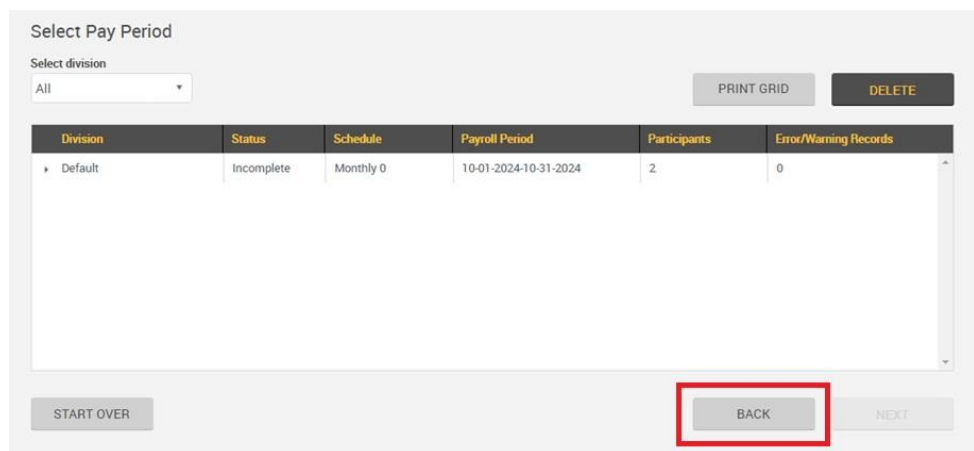 Select Pay Period
Select division
All
PRINT GRID DELETE
Division Status Schedule Payroll Period Participants Error/Warning Records
Default Incomplete Monthly 0 10-01-2024-10-31-2024 2 0
START OVER BACK NEXT